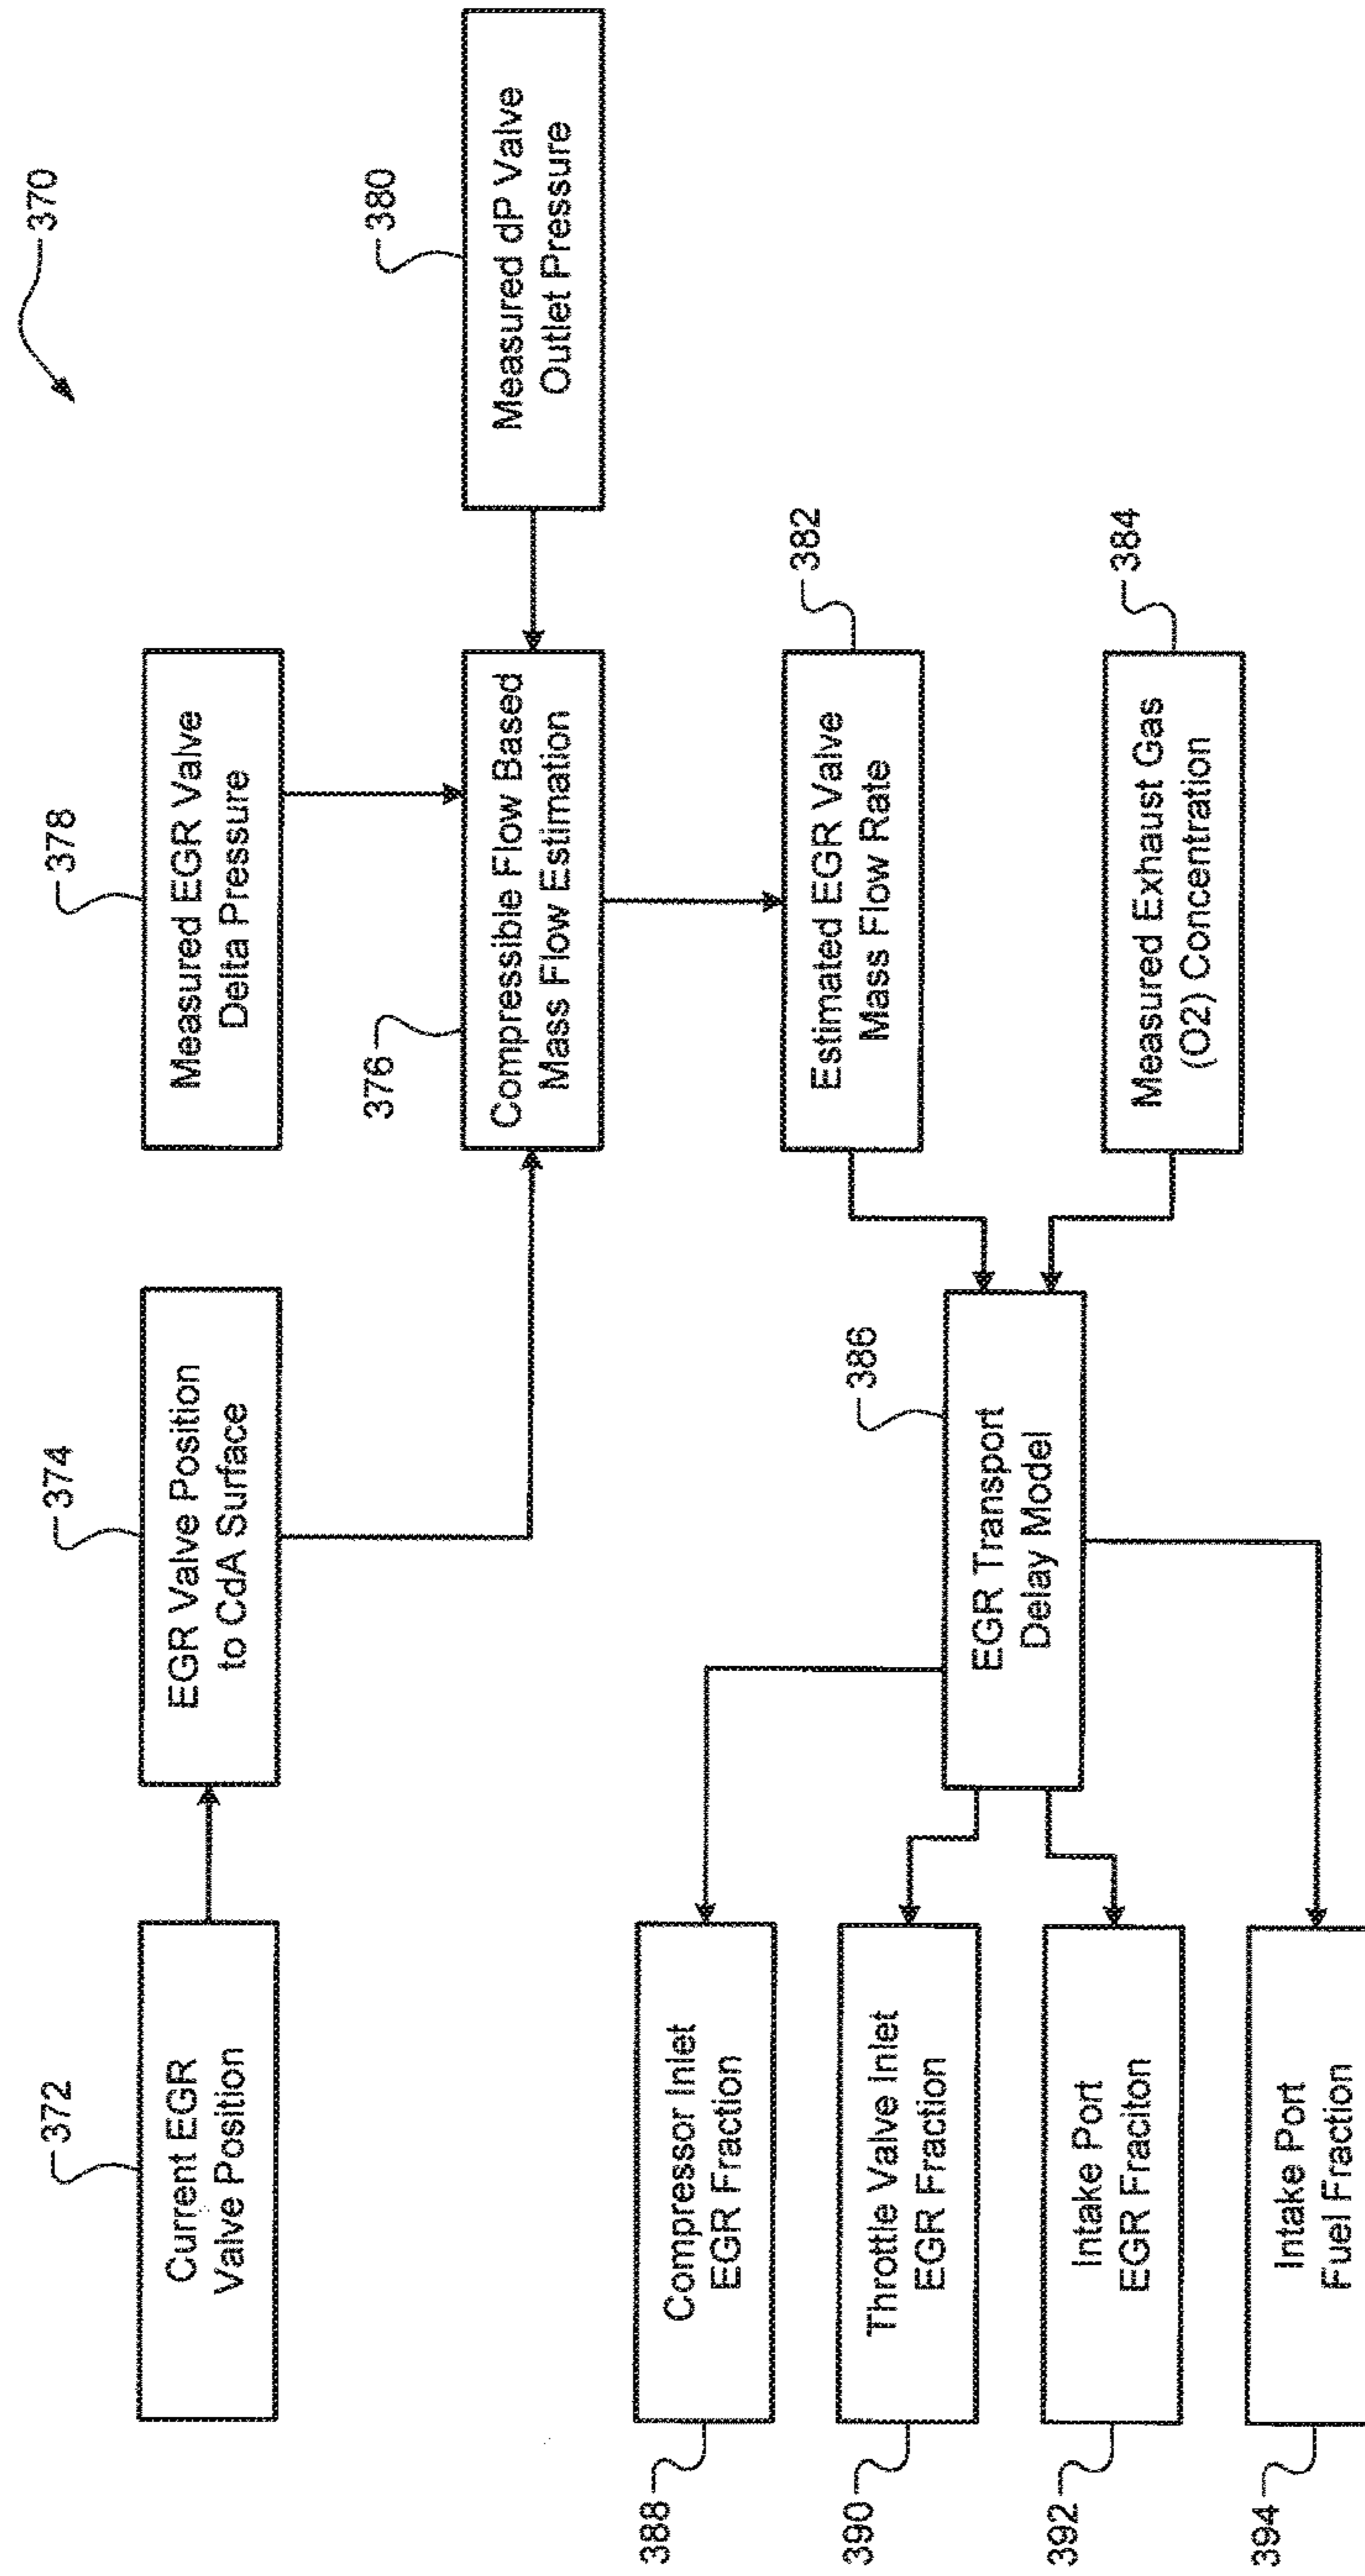 370
372
Current EGR
Valve Position
374
EGR Valve Position
to CdA Surface
378
Measured EGR Valve
Delta Pressure
376
Compressible Flow Based
Mass Flow Estimation
380
Measured dP Valve
Outlet Pressure
382
Estimated EGR Valve
Mass Flow Rate
384
Measured Exhaust Gas
(O2) Concentration
386
EGR Transport
Delay Model
388
Compressor Inlet
EGR Fraction
390
Throttle Valve Inlet
EGR Fraction
392
Intake Port
EGR Fraciton
394
Intake Port
Fuel Fraction